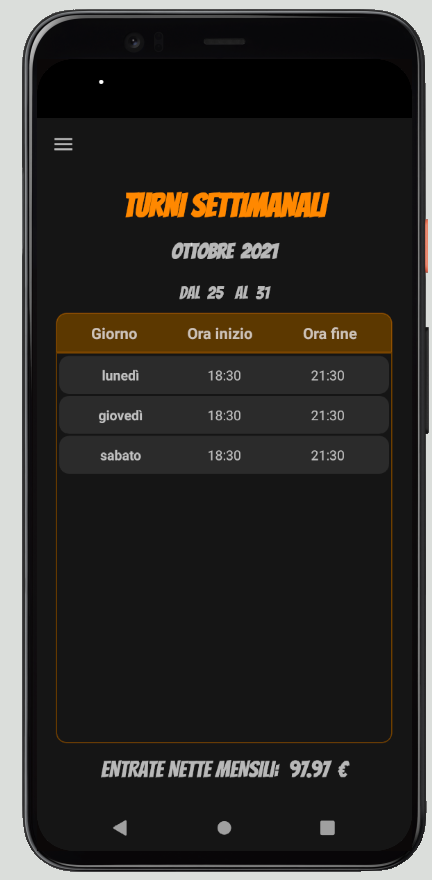 TURNI SETTIMANALI
OTTOBRE 2021
DAL 25 AL 31
Giorno Ora inizio Ora fine
lunedì 18:30 21:30
giovedì 18:30 21:30
sabato 18:30 21:30
ENTRATE NETTE MENSILI: 97.97 €